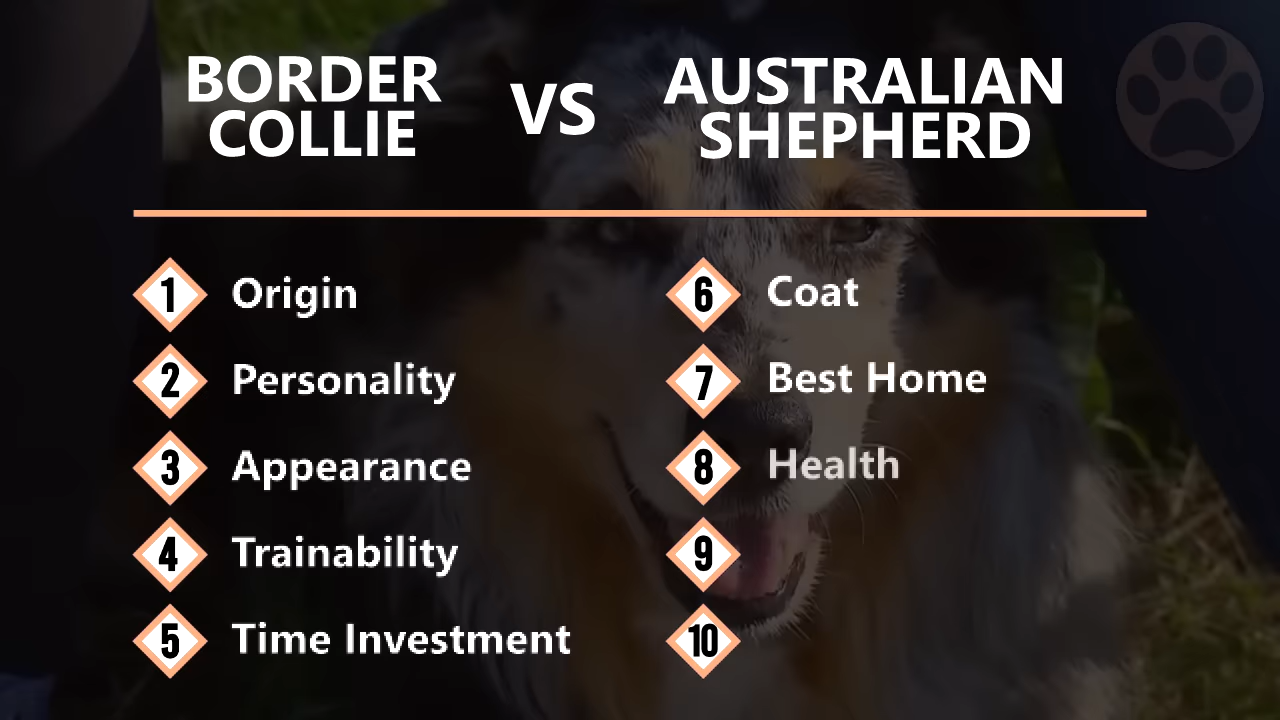 BORDER
COLLIE
VS
AUSTRALIAN
SHEPHERD
1 Origin
2 Personality
3 Appearance
4 Trainability
5 Time Investment
6 Coat
7 Best Home
8 Health
9
10